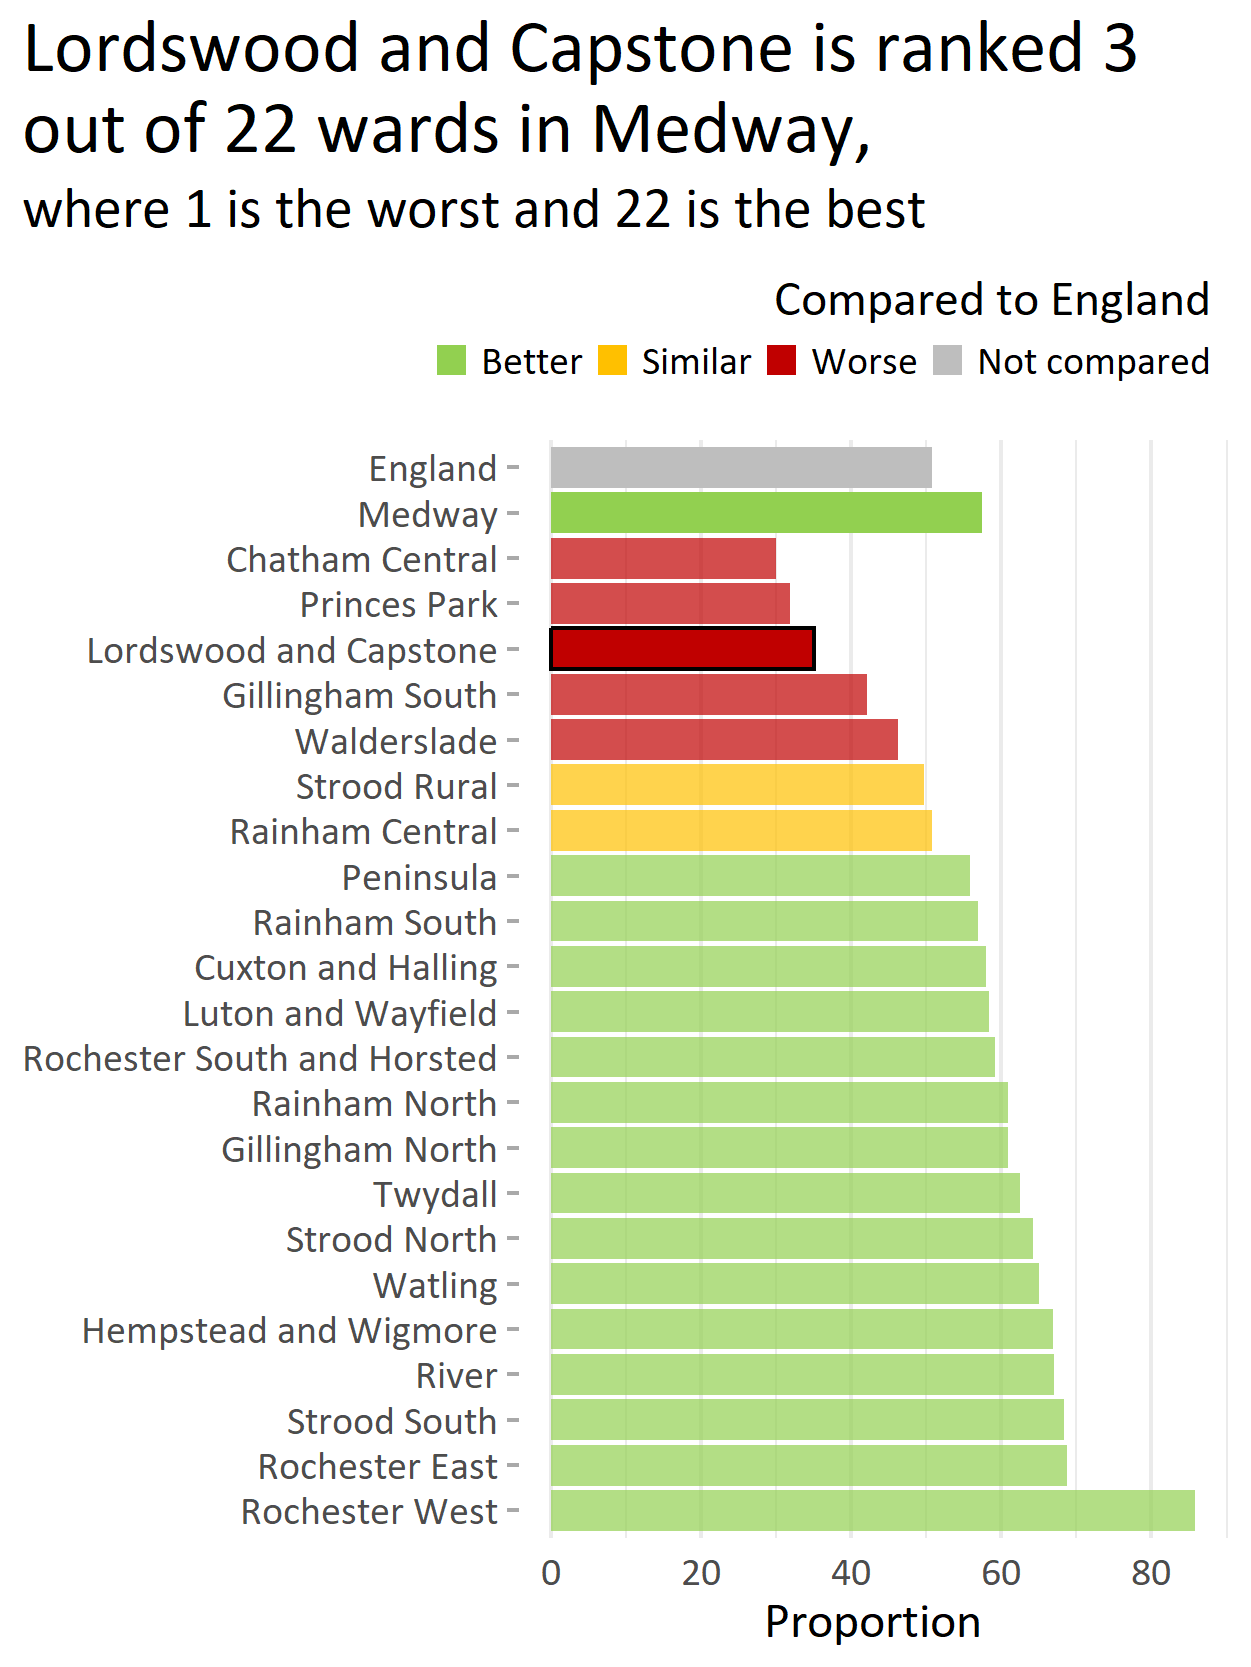 Lordswood and Capstone is ranked 3
out of 22 wards in Medway,
where 1 is the worst and 22 is the best
Compared to England
Better Similar Worse Not compared
England
Medway
Chatham Central
Princes Park
Lordswood and Capstone
Gillingham South
Walderslade
Strood Rural
Rainham Central
Peninsula
Rainham South
Cuxton and Halling
Luton and Wayfield
Rochester South and Horsted
Rainham North
Gillingham North
Twydall
Strood North
Watling
Hempstead and Wigmore
River
Strood South
Rochester East
Rochester West
0 20 40 60 80
Proportion